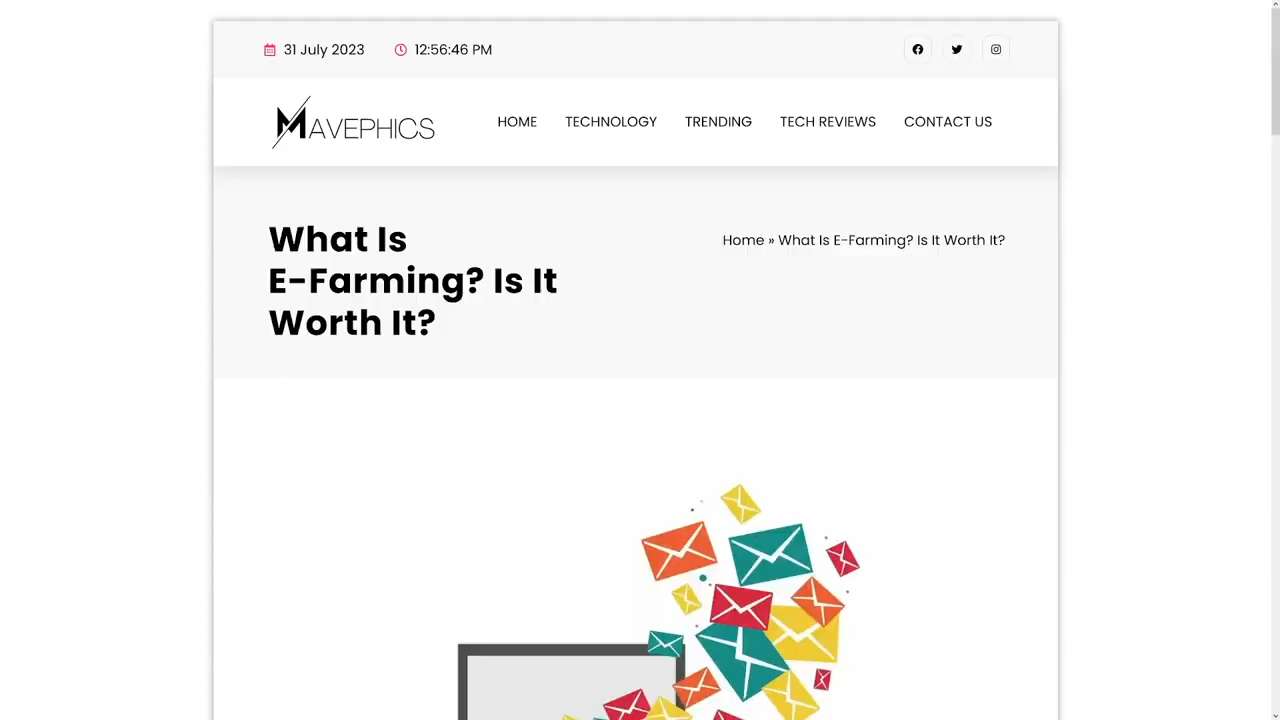 31 July 2023 12:56:46 PM
MAVEPHICS
HOME TECHNOLOGY TRENDING TECH REVIEWS CONTACT US
What Is
E-Farming? Is It
Worth It?
Home » What Is E-Farming? Is It Worth It?